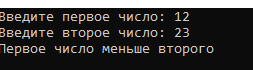 Введите первое число: 12
Введите второе число: 23
Первое число меньше второго